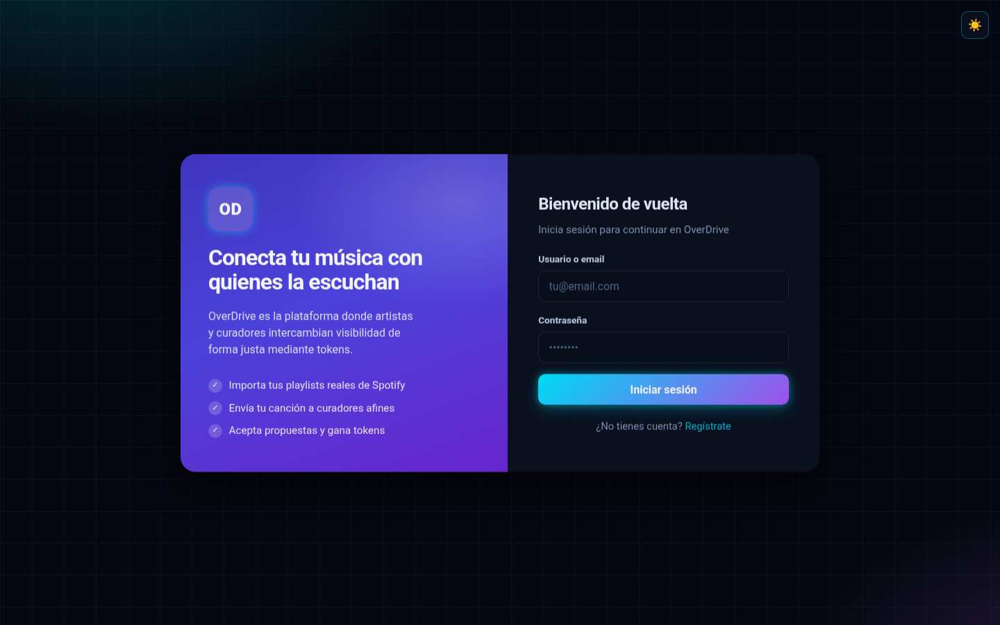 OD
Conecta tu música con
quienes la escuchan
OverDrive es la plataforma donde artistas
y curadores intercambian visibilidad de
forma justa mediante tokens.
✓ Importa tus playlists reales de Spotify
✓ Envía tu canción a curadores afines
✓ Acepta propuestas y gana tokens
Bienvenido de vuelta
Inicia sesión para continuar en OverDrive
Usuario o email
tu@email.com
Contraseña
••••••••
Iniciar sesión
¿No tienes cuenta? Regístrate